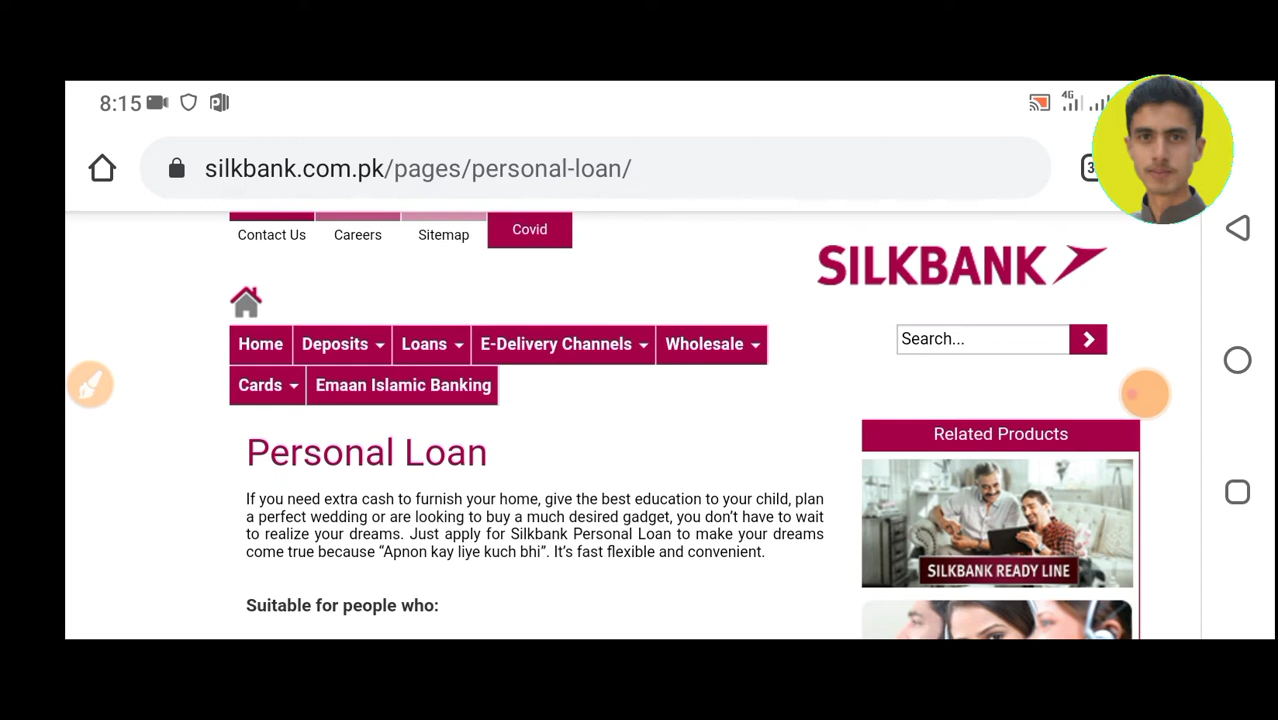 8:15
4G
silkbank.com.pk/pages/personal-loan/
Contact Us Careers Sitemap Covid
SILKBANK
Home Deposits Loans E-Delivery Channels Wholesale
Search...
Cards Emaan Islamic Banking
Related Products
Personal Loan
If you need extra cash to furnish your home, give the best education to your child, plan
a perfect wedding or are looking to buy a much desired gadget, you don’t have to wait
to realize your dreams. Just apply for Silkbank Personal Loan to make your dreams
come true because “Apnon kay liye kuch bhi”. It’s fast flexible and convenient.
SILKBANK READY LINE
Suitable for people who: